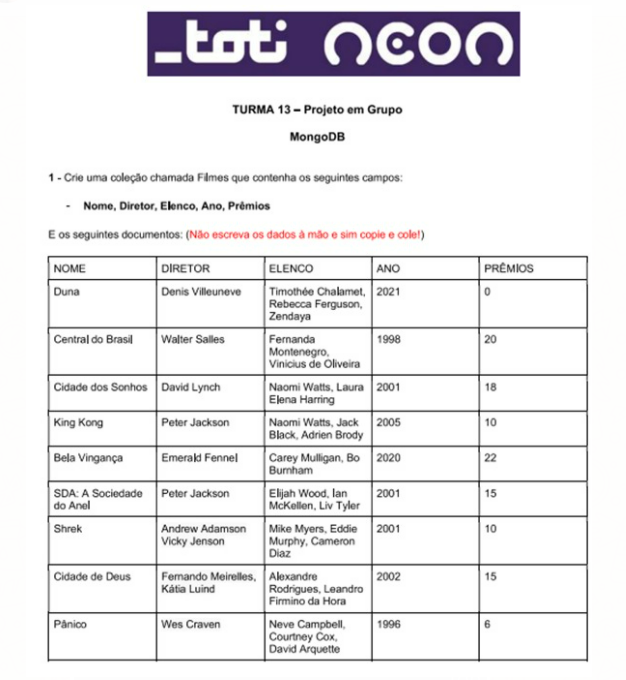 _toti neon
TURMA 13 – Projeto em Grupo
MongoDB
1 - Crie uma coleção chamada Filmes que contenha os seguintes campos:
- Nome, Diretor, Elenco, Ano, Prêmios
E os seguintes documentos: (Não escreva os dados à mão e sim copie e cole!)
NOME DIRETOR ELENCO ANO PRÊMIOS
Duna Denis Villeuneve Timothée Chalamet, 2021 0
Rebecca Ferguson,
Zendaya
Central do Brasil Walter Salles Fernanda 1998 20
Montenegro,
Vinicius de Oliveira
Cidade dos Sonhos David Lynch Naomi Watts, Laura 2001 18
Elena Harring
King Kong Peter Jackson Naomi Watts, Jack 2005 10
Black, Adrien Brody
Bela Vingança Emerald Fennel Carey Mulligan, Bo 2020 22
Burnham
SDA: A Sociedade Peter Jackson Elijah Wood, Ian 2001 15
do Anel McKellen, Liv Tyler
Shrek Andrew Adamson Mike Myers, Eddie 2001 10
Vicky Jenson Murphy, Cameron
Diaz
Cidade de Deus Fernando Meirelles, Alexandre 2002 15
Kátia Luind Rodrigues, Leandro
Firmino da Hora
Pânico Wes Craven Neve Campbell, 1996 6
Courtney Cox,
David Arquette